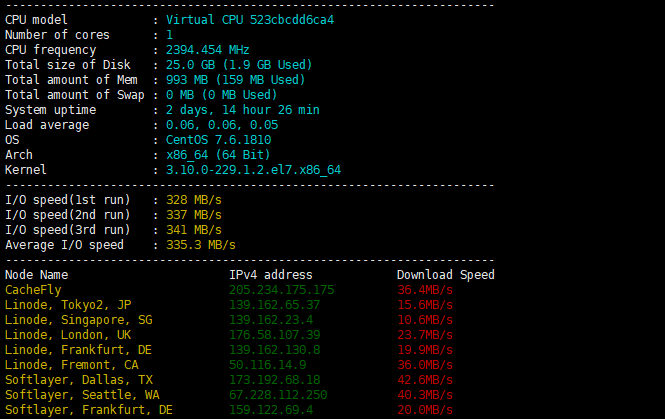 ----------------------------------------------------------------------
CPU model            : Virtual CPU 523cbcdd6ca4
Number of cores      : 1
CPU frequency        : 2394.454 MHz
Total size of Disk   : 25.0 GB (1.9 GB Used)
Total amount of Mem  : 993 MB (159 MB Used)
Total amount of Swap : 0 MB (0 MB Used)
System uptime        : 2 days, 14 hour 26 min
Load average         : 0.06, 0.06, 0.05
OS                   : CentOS 7.6.1810
Arch                 : x86_64 (64 Bit)
Kernel               : 3.10.0-229.1.2.el7.x86_64
----------------------------------------------------------------------
I/O speed(1st run)   : 328 MB/s
I/O speed(2nd run)   : 337 MB/s
I/O speed(3rd run)   : 341 MB/s
Average I/O speed    : 335.3 MB/s
----------------------------------------------------------------------
Node Name                       IPv4 address            Download Speed
CacheFly                        205.234.175.175         36.4MB/s
Linode, Tokyo2, JP              139.162.65.37           15.6MB/s
Linode, Singapore, SG           139.162.23.4            10.6MB/s
Linode, London, UK              176.58.107.39           23.7MB/s
Linode, Frankfurt, DE           139.162.130.8           19.9MB/s
Linode, Fremont, CA             50.116.14.9             36.0MB/s
Softlayer, Dallas, TX           173.192.68.18           42.6MB/s
Softlayer, Seattle, WA          67.228.112.250          40.3MB/s
Softlayer, Frankfurt, DE        159.122.69.4            20.0MB/s